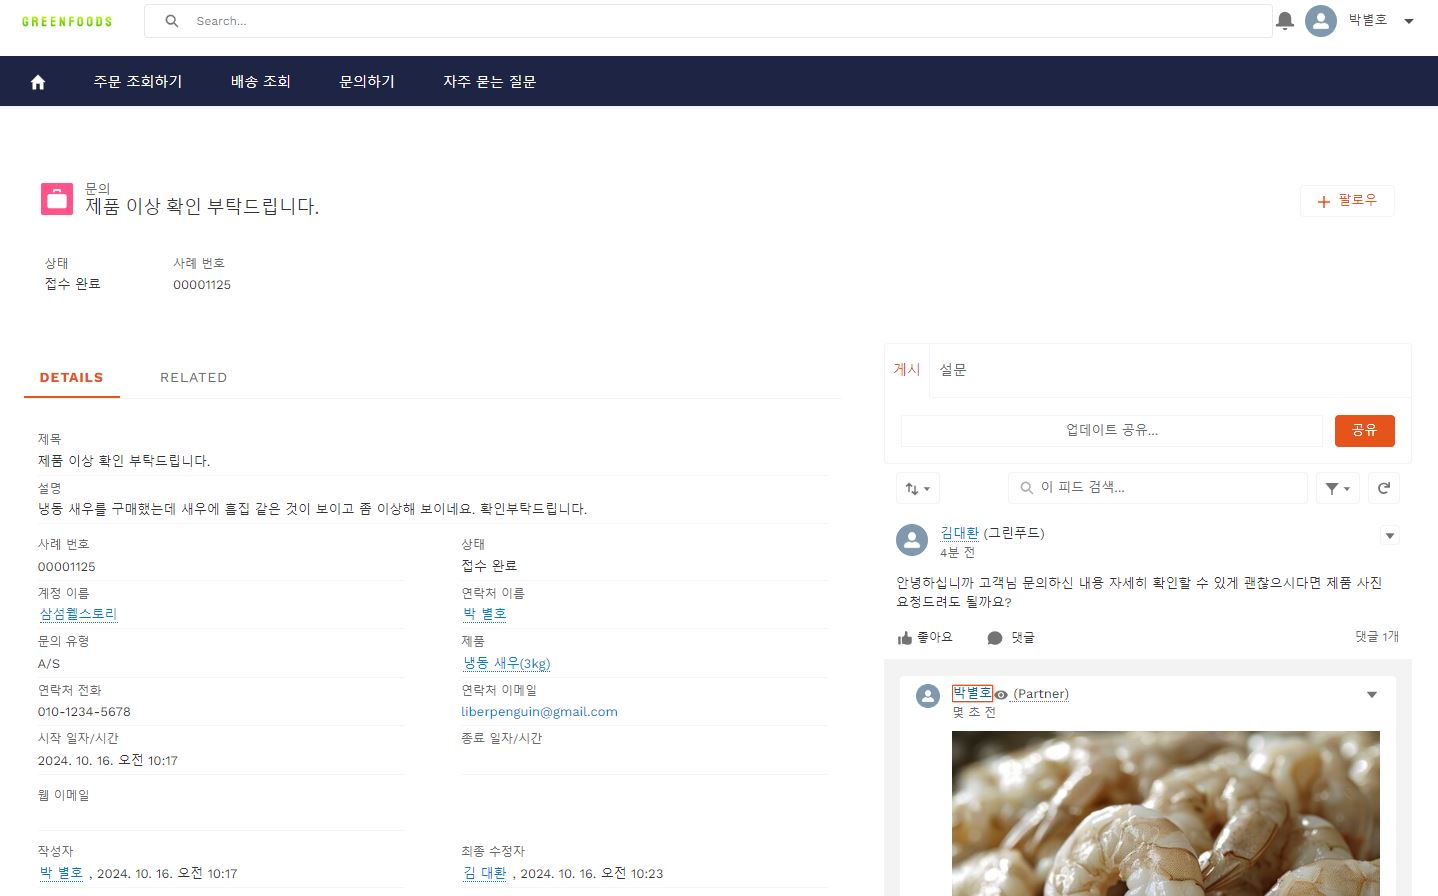 GREENFOODS
Search...
박별호
주문 조회하기
배송 조회
문의하기
자주 묻는 질문
문의
제품 이상 확인 부탁드립니다.
팔로우
상태
사례 번호
접수 완료
00001125
DETAILS
RELATED
제목
제품 이상 확인 부탁드립니다.
설명
냉동 새우를 구매했는데 새우에 흠집 같은 것이 보이고 좀 이상해 보이네요. 확인부탁드립니다.
사례 번호
상태
00001125
접수 완료
계정 이름
연락처 이름
삼섬웰스토리
박 별호
문의 유형
제품
A/S
냉동 새우(3kg)
연락처 전화
연락처 이메일
010-1234-5678
liberpenguin@gmail.com
시작 일자/시간
종료 일자/시간
2024. 10. 16. 오전 10:17
웹 이메일
작성자
최종 수정자
박 별호 , 2024. 10. 16. 오전 10:17
김 대환 , 2024. 10. 16. 오전 10:23
게시
설문
업데이트 공유...
공유
이 피드 검색...
김대환 (그린푸드)
4분 전
안녕하십니까 고객님 문의하신 내용 자세히 확인할 수 있게 괜찮으시다면 제품 사진
요청드려도 될까요?
좋아요
댓글
댓글 1개
박별호 (Partner)
몇 초 전